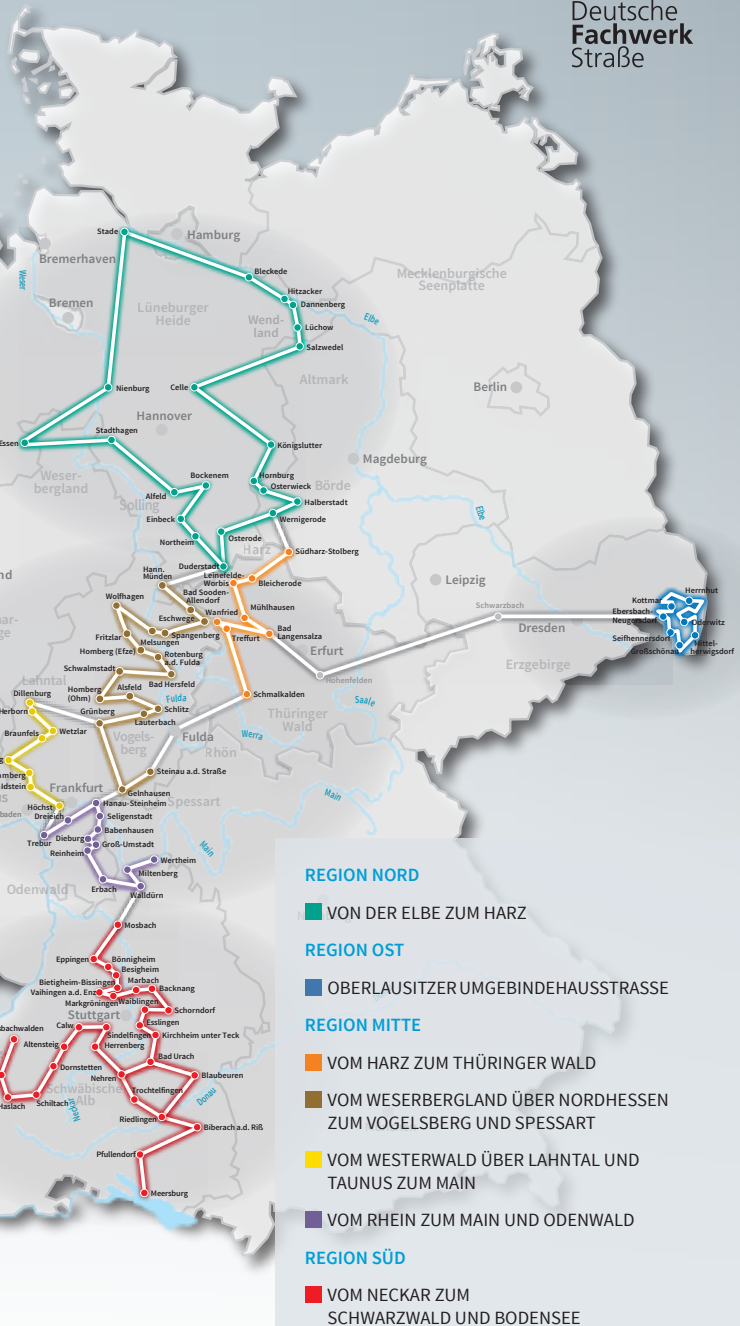 Deutsche
Fachwerk
Straße
Stade
Hamburg
Bremerhaven
Bleckede
Weser
Mecklenburgische
Seenplatte
Hitzacker
Dannenberg
Bremen
Lüneburger
Heide
Wend-
land
Elbe
Lüchow
Salzwedel
Altmark
Berlin
Nienburg
Celle
Hannover
Stadthagen
Essen
Königslutter
Magdeburg
Weser-
bergland
Bockenem
Hornburg
Osterwieck
Börde
Alfeld
Solling
Halberstadt
Elbe
Einbeck
Wernigerode
Northeim
Osterode
Harz
Südharz-Stolberg
Duderstadt
Hann.
Münden
Leinefelde-
Worbis
Bleicherode
Leipzig
Bad Sooden-
Allendorf
Wolfhagen
Herrnhut
Kottmar
Eschwege
Wanfried
Mühlhausen
Schwarzbach
Ebersbach-
Neugersdorf
Oderwitz
Fritzlar
Melsungen
Spangenberg
Treffurt
Bad
Langensalza
Dresden
Seifhennersdorf
Mittel-
herwigsdorf
Großschönau
Homberg (Efze)
Rotenburg
a.d. Fulda
Erfurt
Erzgebirge
Schwalmstadt
Bad Hersfeld
Hohenfelden
Lahntal
Dillenburg
Homberg
(Ohm)
Alsfeld
Fulda
Schmalkalden
Saale
Herborn
Grünberg
Schlitz
Lauterbach
Thüringer
Wald
Braunfels
Wetzlar
Vogels-
berg
Fulda
Werra
Rhön
Steinau a.d. Straße
Idstein
Frankfurt
Gelnhausen
Main
Höchst
Hanau-Steinheim
Spessart
Dreieich
Seligenstadt
Trebur
Dieburg
Babenhausen
Reinheim
Groß-Umstadt
Main
Wertheim
Miltenberg
Odenwald
Erbach
Walldürn
Mosbach
Eppingen
Bönnigheim
Besigheim
Bietigheim-Bissingen
Marbach
Vaihingen a.d. Enz
Backnang
Markgröningen
Waiblingen
Schorndorf
Stuttgart
Esslingen
Calw
Sindelfingen
Kirchheim unter Teck
Altensteig
Herrenberg
Bad Urach
Dornstetten
Nehren
Blaubeuren
Haslach
Schiltach
Schwäbische
Alb
Trochtelfingen
Neckar
Donau
Riedlingen
Biberach a.d. Riß
Pfullendorf
Meersburg
REGION NORD
VON DER ELBE ZUM HARZ
REGION OST
OBERLAUSITZER UMGEBINDEHAUSSTRASSE
REGION MITTE
VOM HARZ ZUM THÜRINGER WALD
VOM WESERBERGLAND ÜBER NORDHESSEN
ZUM VOGELSBERG UND SPESSART
VOM WESTERWALD ÜBER LAHNTAL UND
TAUNUS ZUM MAIN
VOM RHEIN ZUM MAIN UND ODENWALD
REGION SÜD
VOM NECKAR ZUM
SCHWARZWALD UND BODENSEE